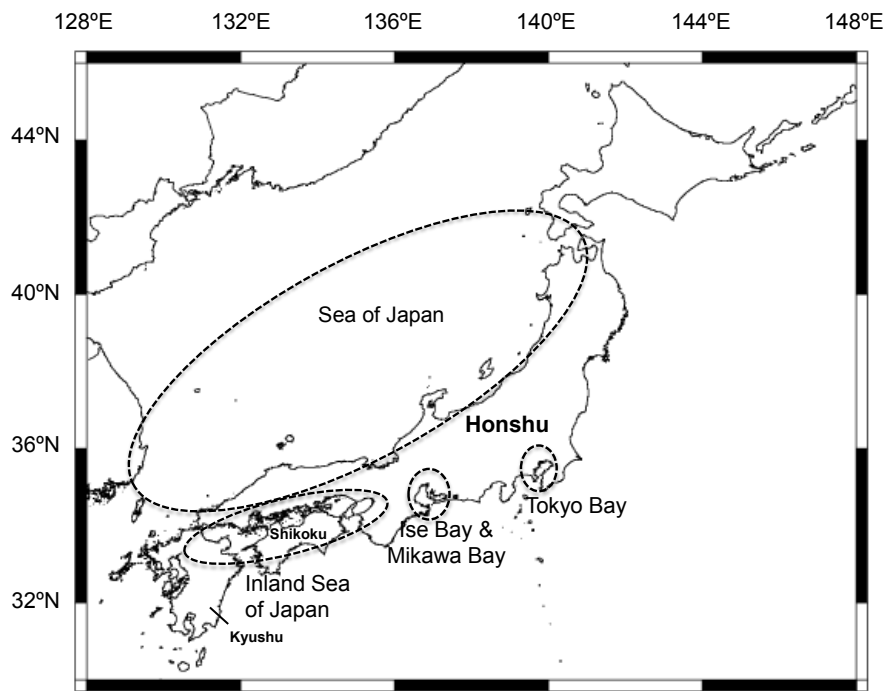 128ºE 132ºE 136ºE 140ºE 144ºE 148ºE
44ºN
40ºN
Sea of Japan
Honshu
36ºN
Tokyo Bay
Ise Bay &
Mikawa Bay
Shikoku
Inland Sea
of Japan
32ºN
Kyushu